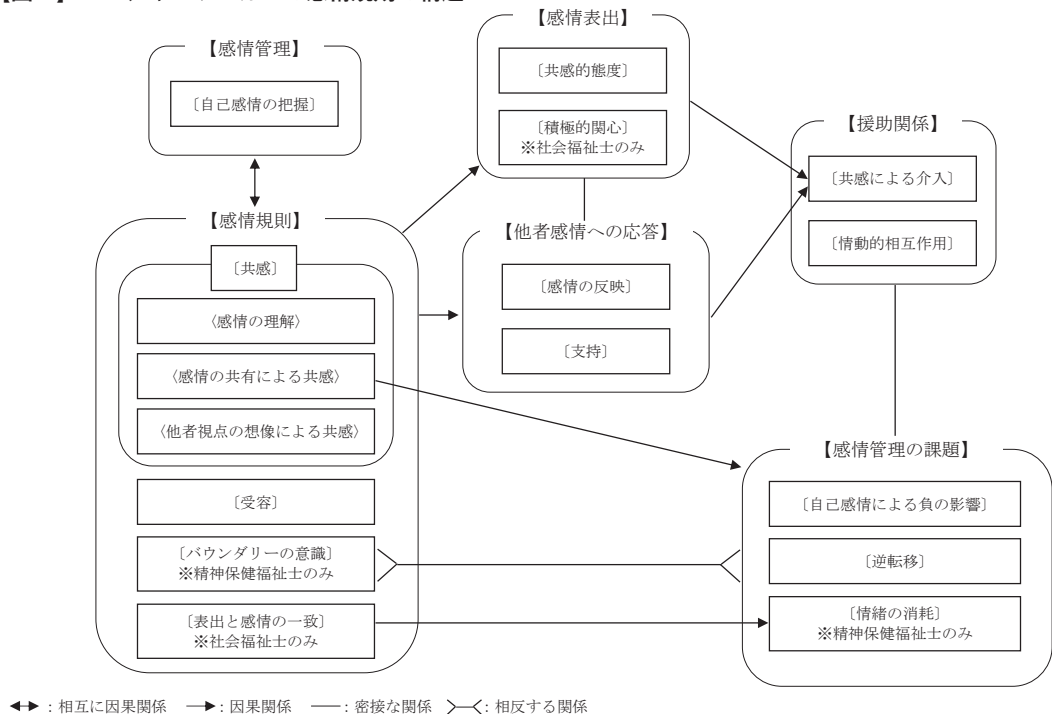 【感情管理】
〔自己感情の把握〕
【感情規則】
〔共感〕
〈感情の理解〉
〈感情の共有による共感〉
〈他者視点の想像による共感〉
〔受容〕
〔バウンダリーの意識〕
※精神保健福祉士のみ
〔表出と感情の一致〕
※社会福祉士のみ
【感情表出】
〔共感的態度〕
〔積極的関心〕
※社会福祉士のみ
【他者感情への応答】
〔感情の反映〕
〔支持〕
【援助関係】
〔共感による介入〕
〔情動的相互作用〕
【感情管理の課題】
〔自己感情による負の影響〕
〔逆転移〕
〔情緒の消耗〕
※精神保健福祉士のみ
：相互に因果関係 ：因果関係 ：密接な関係 ：相反する関係